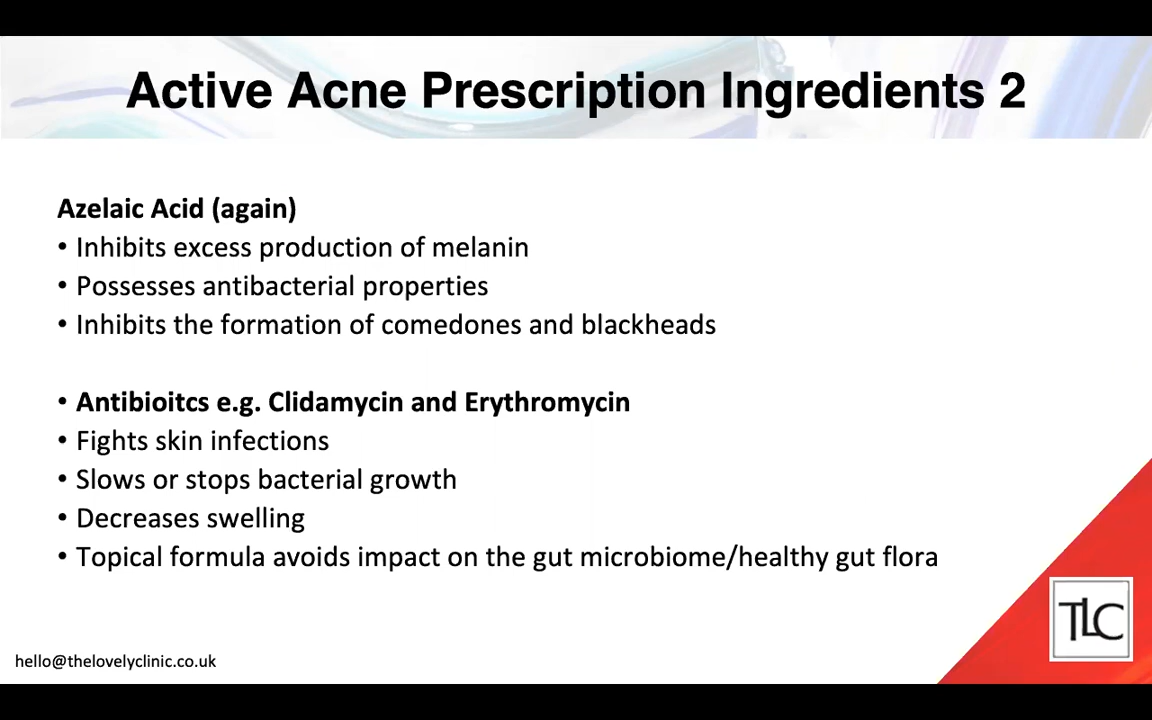 Active Acne Prescription Ingredients 2
Azelaic Acid (again)
• Inhibits excess production of melanin
• Possesses antibacterial properties
• Inhibits the formation of comedones and blackheads
• Antibioitcs e.g. Clidamycin and Erythromycin
• Fights skin infections
• Slows or stops bacterial growth
• Decreases swelling
• Topical formula avoids impact on the gut microbiome/healthy gut flora
TLC
hello@thelovelyclinic.co.uk